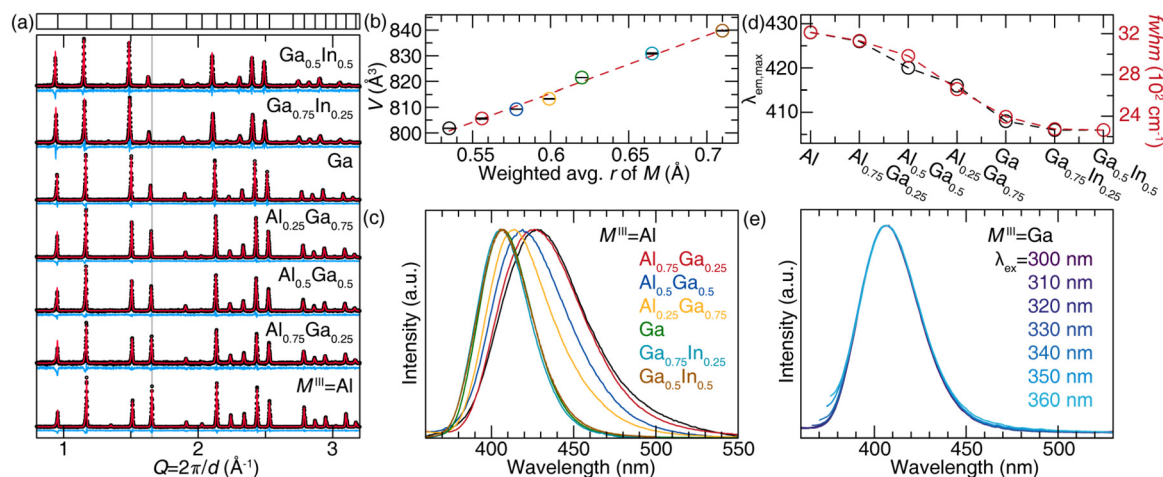 (a)
Ga0.5In0.5
Ga0.75In0.25
Ga
Al0.25Ga0.75
Al0.5Ga0.5
Al0.75Ga0.25
MIII=Al
1 2 3
Q=2π/d (Å-1)
(b)
840
830
820
810
800
V (Å3)
0.55 0.6 0.65 0.7
Weighted avg. r of M (Å)
(c)
MIII=Al
Al0.75Ga0.25
Al0.5Ga0.5
Al0.25Ga0.75
Ga
Ga0.75In0.25
Ga0.5In0.5
Intensity (a.u.)
400 450 500 550
Wavelength (nm)
(d)
430
420
410
λem,max
32
28
24
fwhm (102 cm-1)
Al
Al0.75Ga0.25
Al0.5Ga0.5
Al0.25Ga0.75
Ga
Ga0.75In0.25
Ga0.5In0.5
(e)
MIII=Ga
λex=300 nm
310 nm
320 nm
330 nm
340 nm
350 nm
360 nm
Intensity (a.u.)
400 450 500
Wavelength (nm)